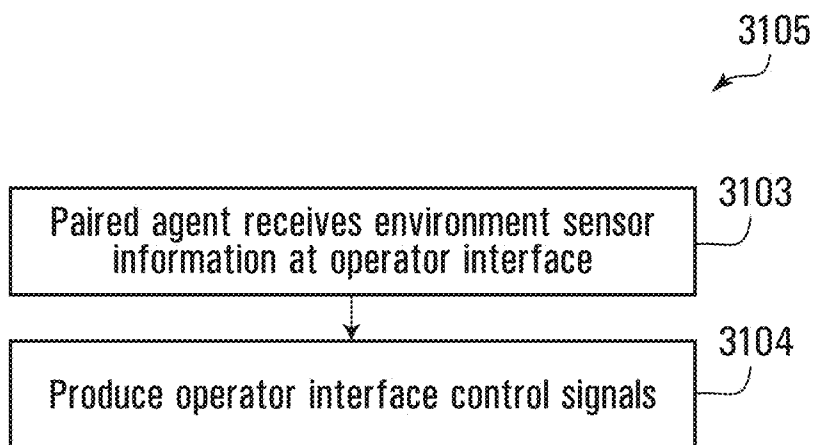 3105
Paired agent receives environment sensor
information at operator interface
3103
Produce operator interface control signals
3104